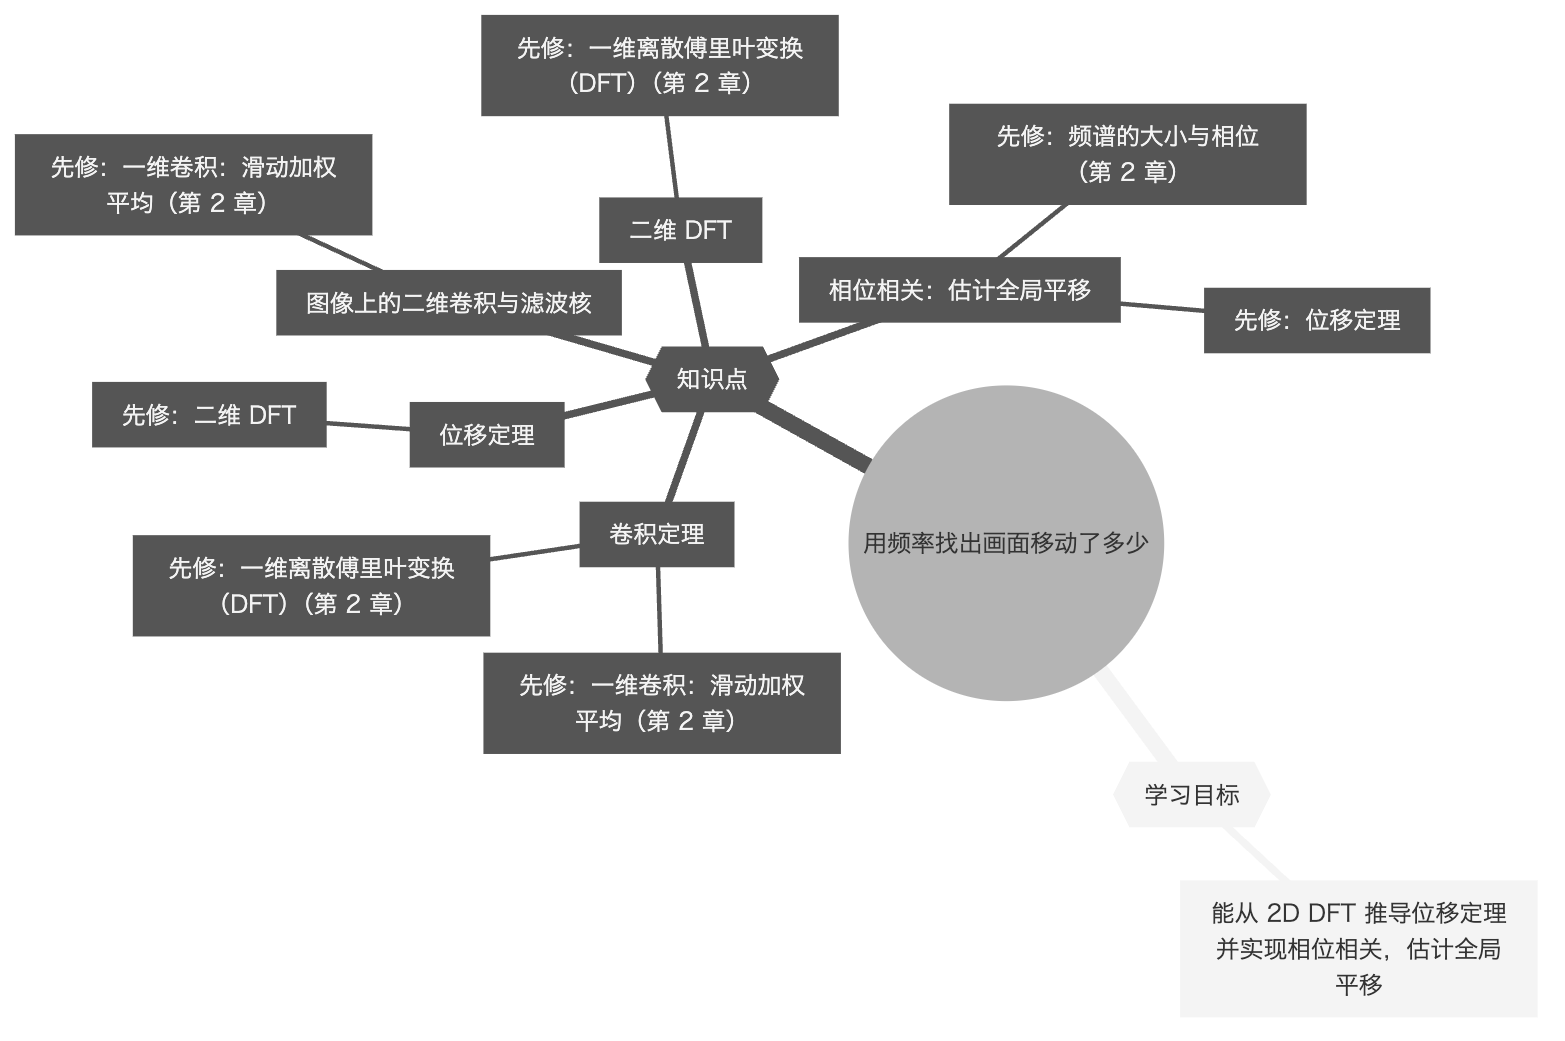 先修：一维离散傅里叶变换
（DFT）（第 2 章）
先修：频谱的大小与相位
（第 2 章）
先修：一维卷积：滑动加权
平均（第 2 章）
二维 DFT
相位相关：估计全局平移
图像上的二维卷积与滤波核
先修：位移定理
知识点
先修：二维 DFT
位移定理
卷积定理
用频率找出画面移动了多少
先修：一维离散傅里叶变换
（DFT）（第 2 章）
先修：一维卷积：滑动加权
平均（第 2 章）
学习目标
能从 2D DFT 推导位移定理
并实现相位相关，估计全局
平移